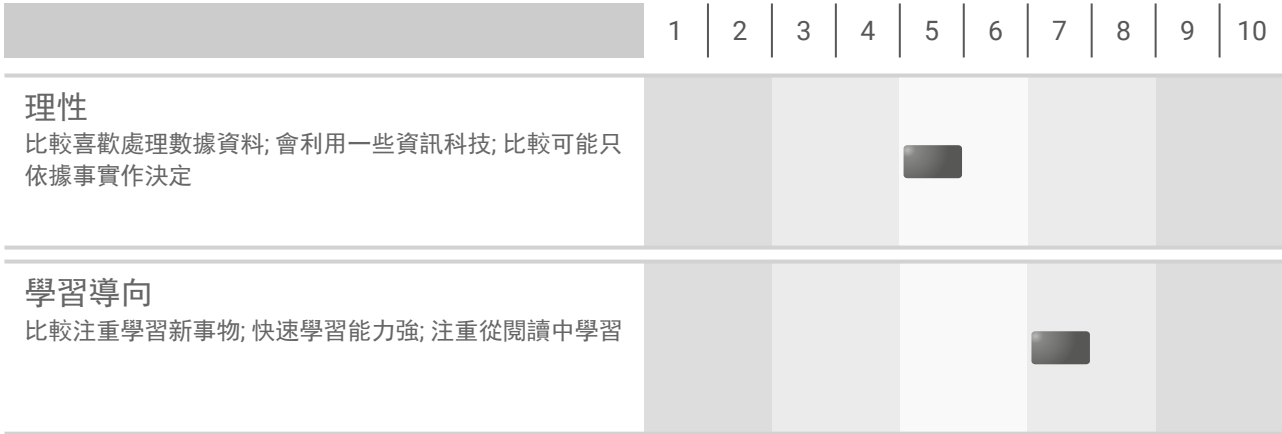 1 2 3 4 5 6 7 8 9 10
理性
比較喜歡處理數據資料; 會利用一些資訊科技; 比較可能只
依據事實作決定
學習導向
比較注重學習新事物; 快速學習能力強; 注重從閱讀中學習